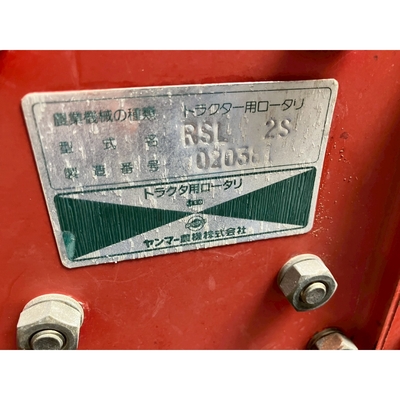 農業機械の種類 トラクター用ロータリ
型式名 RSL 2S
製造番号 0203
トラクタ用ロータリ
ヤンマー農機株式会社